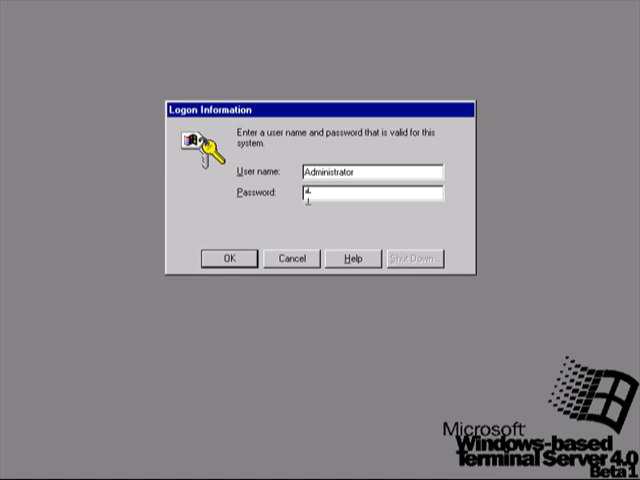 Logon Information
Enter a user name and password that is valid for this
system.
User name: Administrator
Password: *
OK Cancel Help Shut Down...
Microsoft
Windows-based
Terminal Server 4.0
Beta 1